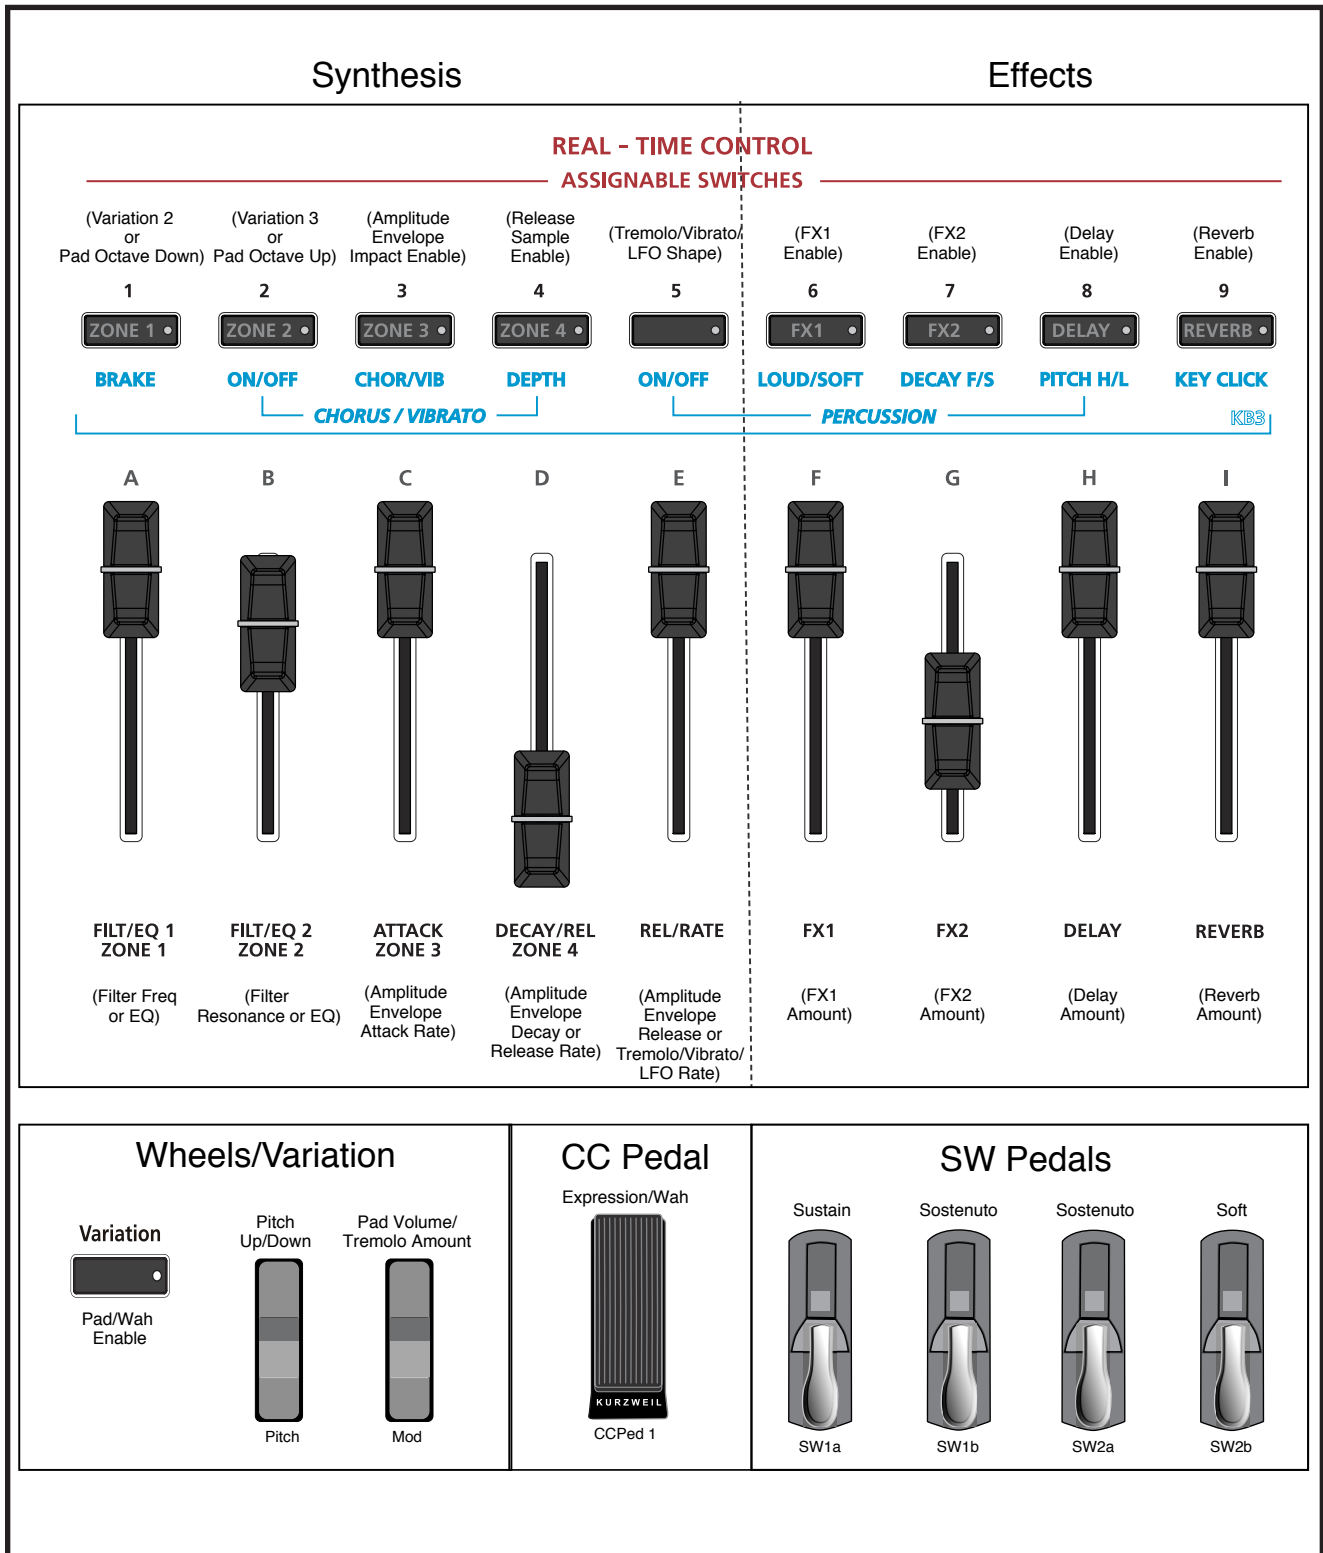 Synthesis
Effects
REAL - TIME CONTROL
ASSIGNABLE SWITCHES
(Variation 2
or
Pad Octave Down)
(Variation 3
or
Pad Octave Up)
(Amplitude
Envelope
Impact Enable)
(Release
Sample
Enable)
(Tremolo/Vibrato/
LFO Shape)
(FX1
Enable)
(FX2
Enable)
(Delay
Enable)
(Reverb
Enable)
1 2 3 4 5 6 7 8 9
ZONE 1 ZONE 2 ZONE 3 ZONE 4 FX1 FX2 DELAY REVERB
BRAKE ON/OFF CHOR/VIB DEPTH ON/OFF LOUD/SOFT DECAY F/S PITCH H/L KEY CLICK
CHORUS / VIBRATO PERCUSSION KB3
A B C D E F G H I
FILT/EQ 1
ZONE 1
FILT/EQ 2
ZONE 2
ATTACK
ZONE 3
DECAY/REL
ZONE 4
REL/RATE
FX1
FX2
DELAY
REVERB
(Filter Freq
or EQ)
(Filter
Resonance or EQ)
(Amplitude
Envelope
Attack Rate)
(Amplitude
Envelope
Decay or
Release Rate)
(Amplitude
Envelope
Release or
Tremolo/Vibrato/
LFO Rate)
(FX1
Amount)
(FX2
Amount)
(Delay
Amount)
(Reverb
Amount)
Wheels/Variation
Variation
Pad/Wah
Enable
Pitch
Up/Down
Pitch
Pad Volume/
Tremolo Amount
Mod
CC Pedal
Expression/Wah
KURZWEIL
CCPed 1
SW Pedals
Sustain Sostenuto Sostenuto Soft
SW1a SW1b SW2a SW2b